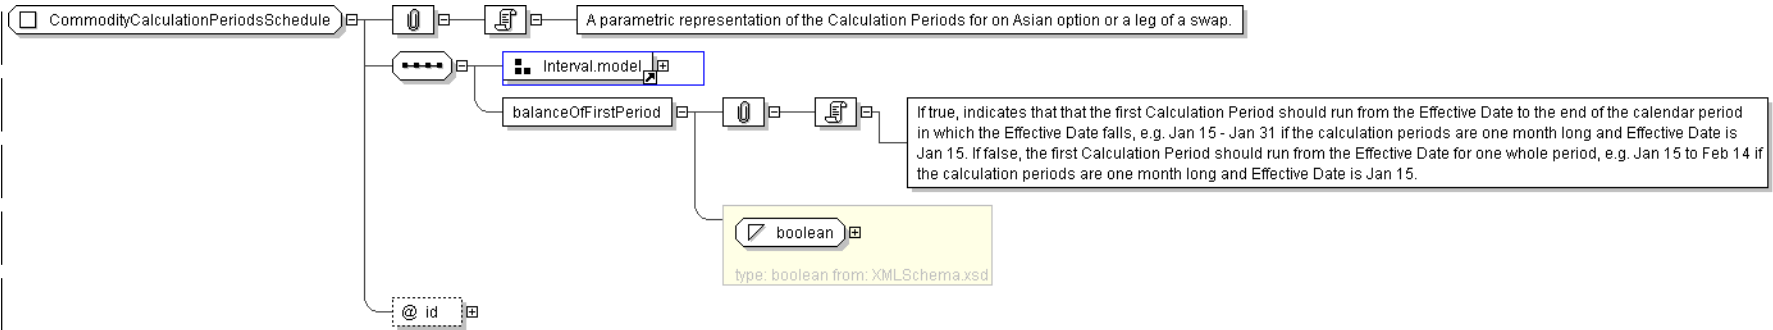 CommodityCalculationPeriodsSchedule
A parametric representation of the Calculation Periods for on Asian option or a leg of a swap.
Interval.model
balanceOfFirstPeriod
If true, indicates that that the first Calculation Period should run from the Effective Date to the end of the calendar period
in which the Effective Date falls, e.g. Jan 15 - Jan 31 if the calculation periods are one month long and Effective Date is
Jan 15. If false, the first Calculation Period should run from the Effective Date for one whole period, e.g. Jan 15 to Feb 14 if
the calculation periods are one month long and Effective Date is Jan 15.
boolean
type: boolean from: XMLSchema.xsd
@ id